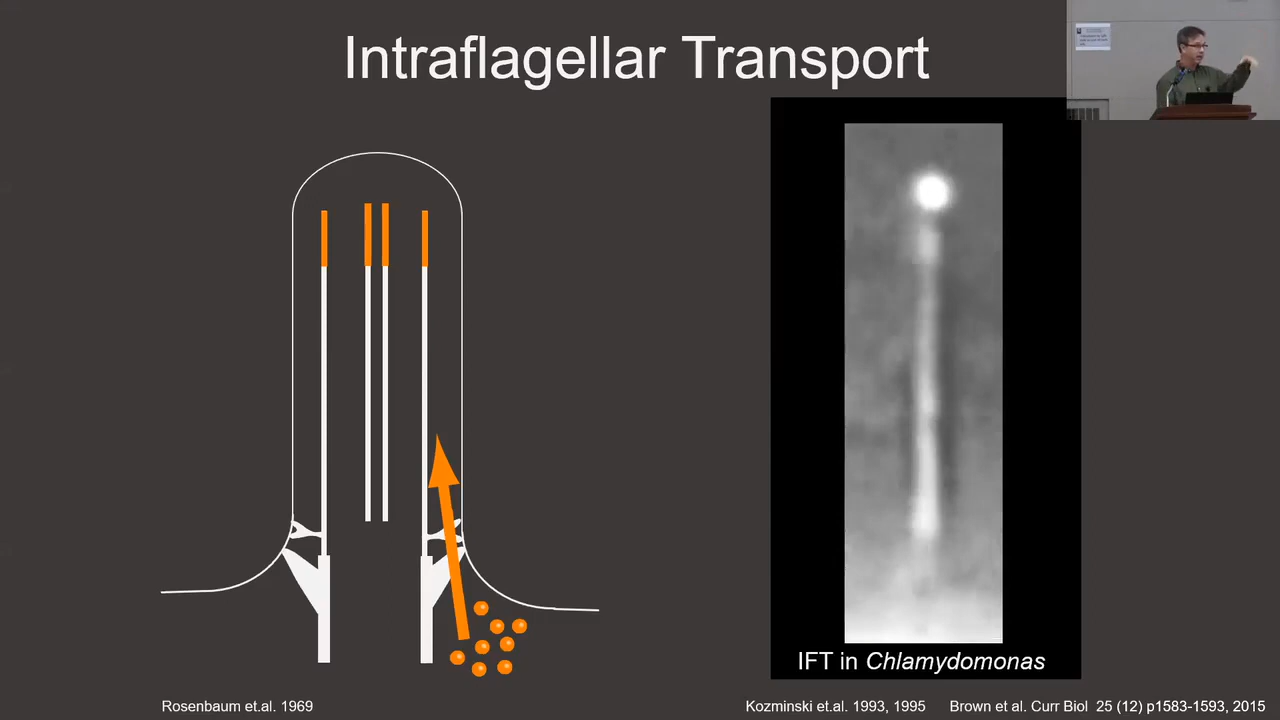 Intraflagellar Transport
IFT in Chlamydomonas
Rosenbaum et.al. 1969
Kozminski et.al. 1993, 1995
Brown et al. Curr Biol 25 (12) p1583-1593, 2015